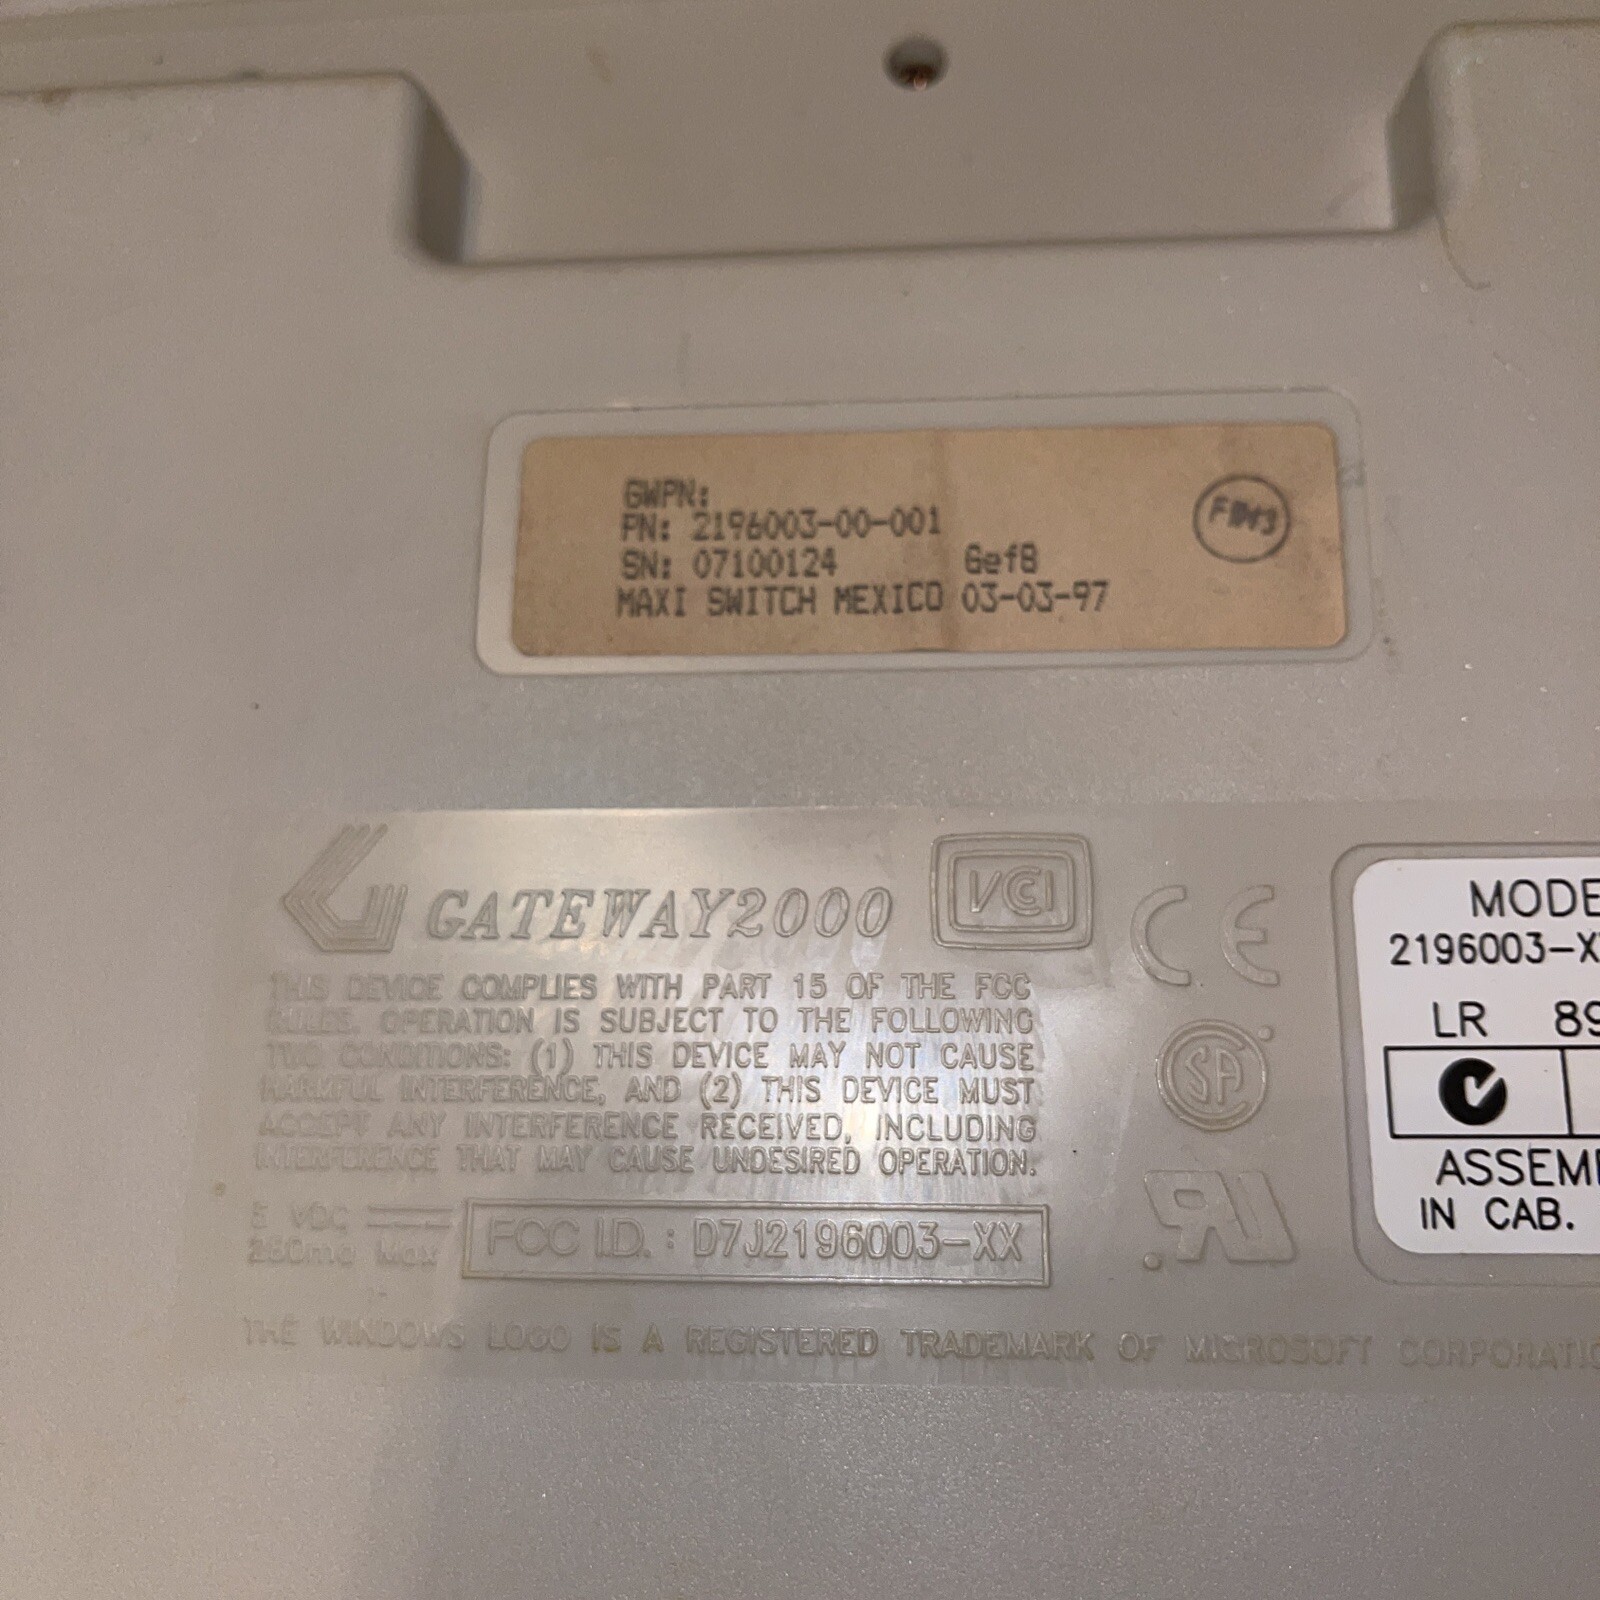 GWPN:
PN: 2196003-00-001
SN: 07100124 Gef8
MAXI SWITCH MEXICO 03-03-97
GATEWAY2000
VCCI
CE
THIS DEVICE COMPLIES WITH PART 15 OF THE FCC
RULES. OPERATION IS SUBJECT TO THE FOLLOWING
TWO CONDITIONS: (1) THIS DEVICE MAY NOT CAUSE
HARMFUL INTERFERENCE, AND (2) THIS DEVICE MUST
ACCEPT ANY INTERFERENCE RECEIVED, INCLUDING
INTERFERENCE THAT MAY CAUSE UNDESIRED OPERATION.
VDC
250ma Max
FCC I.D. : D7J2196003-XX
THE WINDOWS LOGO IS A REGISTERED TRADEMARK OF MICROSOFT CORPORATIO
MODE
2196003-X
LR 89
ASSEM
IN CAB.